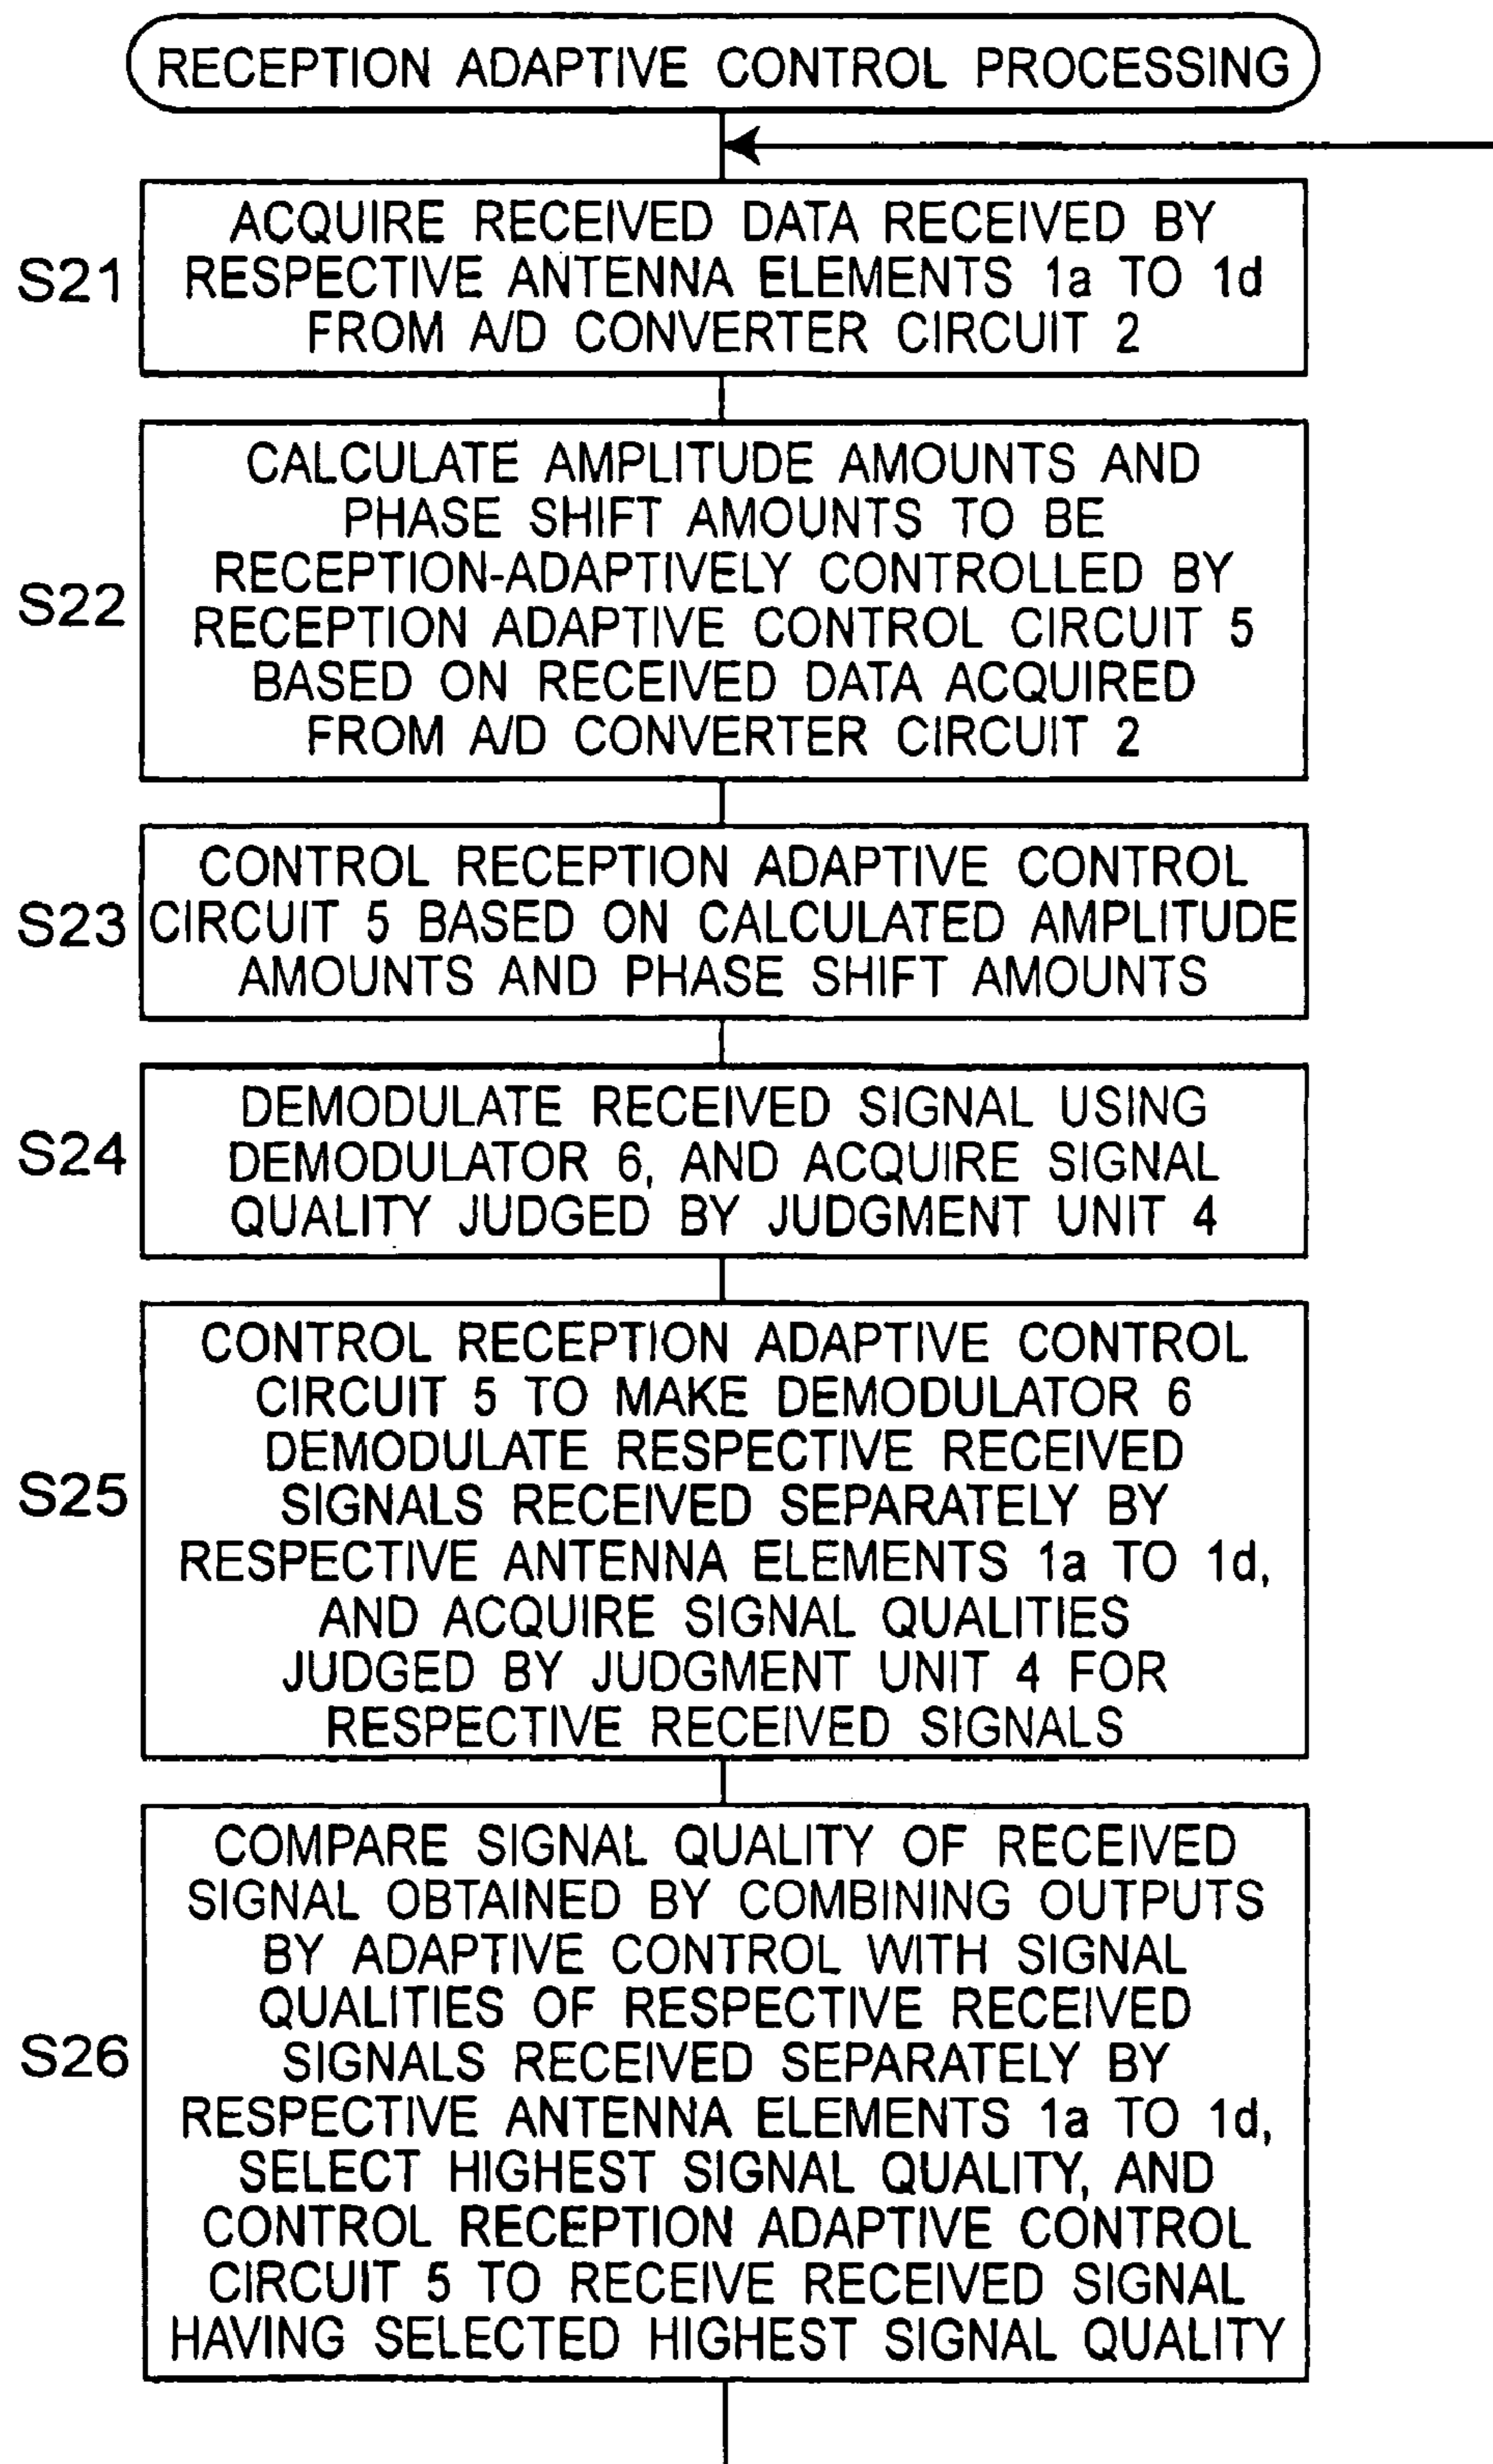 RECEPTION ADAPTIVE CONTROL PROCESSING
S21
ACQUIRE RECEIVED DATA RECEIVED BY
RESPECTIVE ANTENNA ELEMENTS 1a TO 1d
FROM A/D CONVERTER CIRCUIT 2
S22
CALCULATE AMPLITUDE AMOUNTS AND
PHASE SHIFT AMOUNTS TO BE
RECEPTION-ADAPTIVELY CONTROLLED BY
RECEPTION ADAPTIVE CONTROL CIRCUIT 5
BASED ON RECEIVED DATA ACQUIRED
FROM A/D CONVERTER CIRCUIT 2
S23
CONTROL RECEPTION ADAPTIVE CONTROL
CIRCUIT 5 BASED ON CALCULATED AMPLITUDE
AMOUNTS AND PHASE SHIFT AMOUNTS
S24
DEMODULATE RECEIVED SIGNAL USING
DEMODULATOR 6, AND ACQUIRE SIGNAL
QUALITY JUDGED BY JUDGMENT UNIT 4
S25
CONTROL RECEPTION ADAPTIVE CONTROL
CIRCUIT 5 TO MAKE DEMODULATOR 6
DEMODULATE RESPECTIVE RECEIVED
SIGNALS RECEIVED SEPARATELY BY
RESPECTIVE ANTENNA ELEMENTS 1a TO 1d,
AND ACQUIRE SIGNAL QUALITIES
JUDGED BY JUDGMENT UNIT 4 FOR
RESPECTIVE RECEIVED SIGNALS
S26
COMPARE SIGNAL QUALITY OF RECEIVED
SIGNAL OBTAINED BY COMBINING OUTPUTS
BY ADAPTIVE CONTROL WITH SIGNAL
QUALITIES OF RESPECTIVE RECEIVED
SIGNALS RECEIVED SEPARATELY BY
RESPECTIVE ANTENNA ELEMENTS 1a TO 1d,
SELECT HIGHEST SIGNAL QUALITY, AND
CONTROL RECEPTION ADAPTIVE CONTROL
CIRCUIT 5 TO RECEIVE RECEIVED SIGNAL
HAVING SELECTED HIGHEST SIGNAL QUALITY